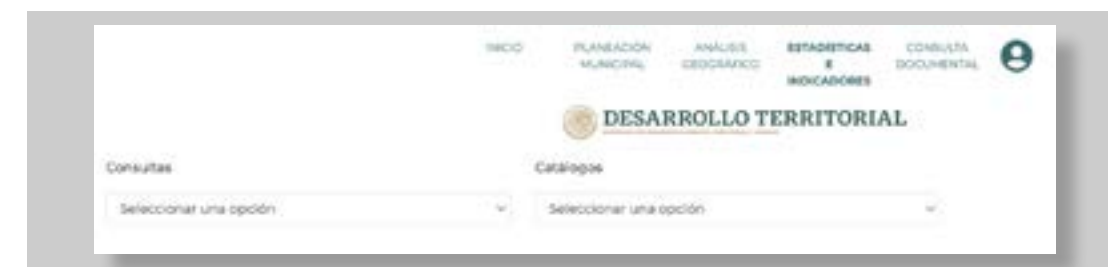 INICIO PLANEACIÓN ANÁLISIS ESTADÍSTICAS CONSULTA
MUNICIPAL GEOGRÁFICO E DOCUMENTAL
INDICADORES
DESARROLLO TERRITORIAL
Consultas Catálogos
Seleccionar una opción Seleccionar una opción